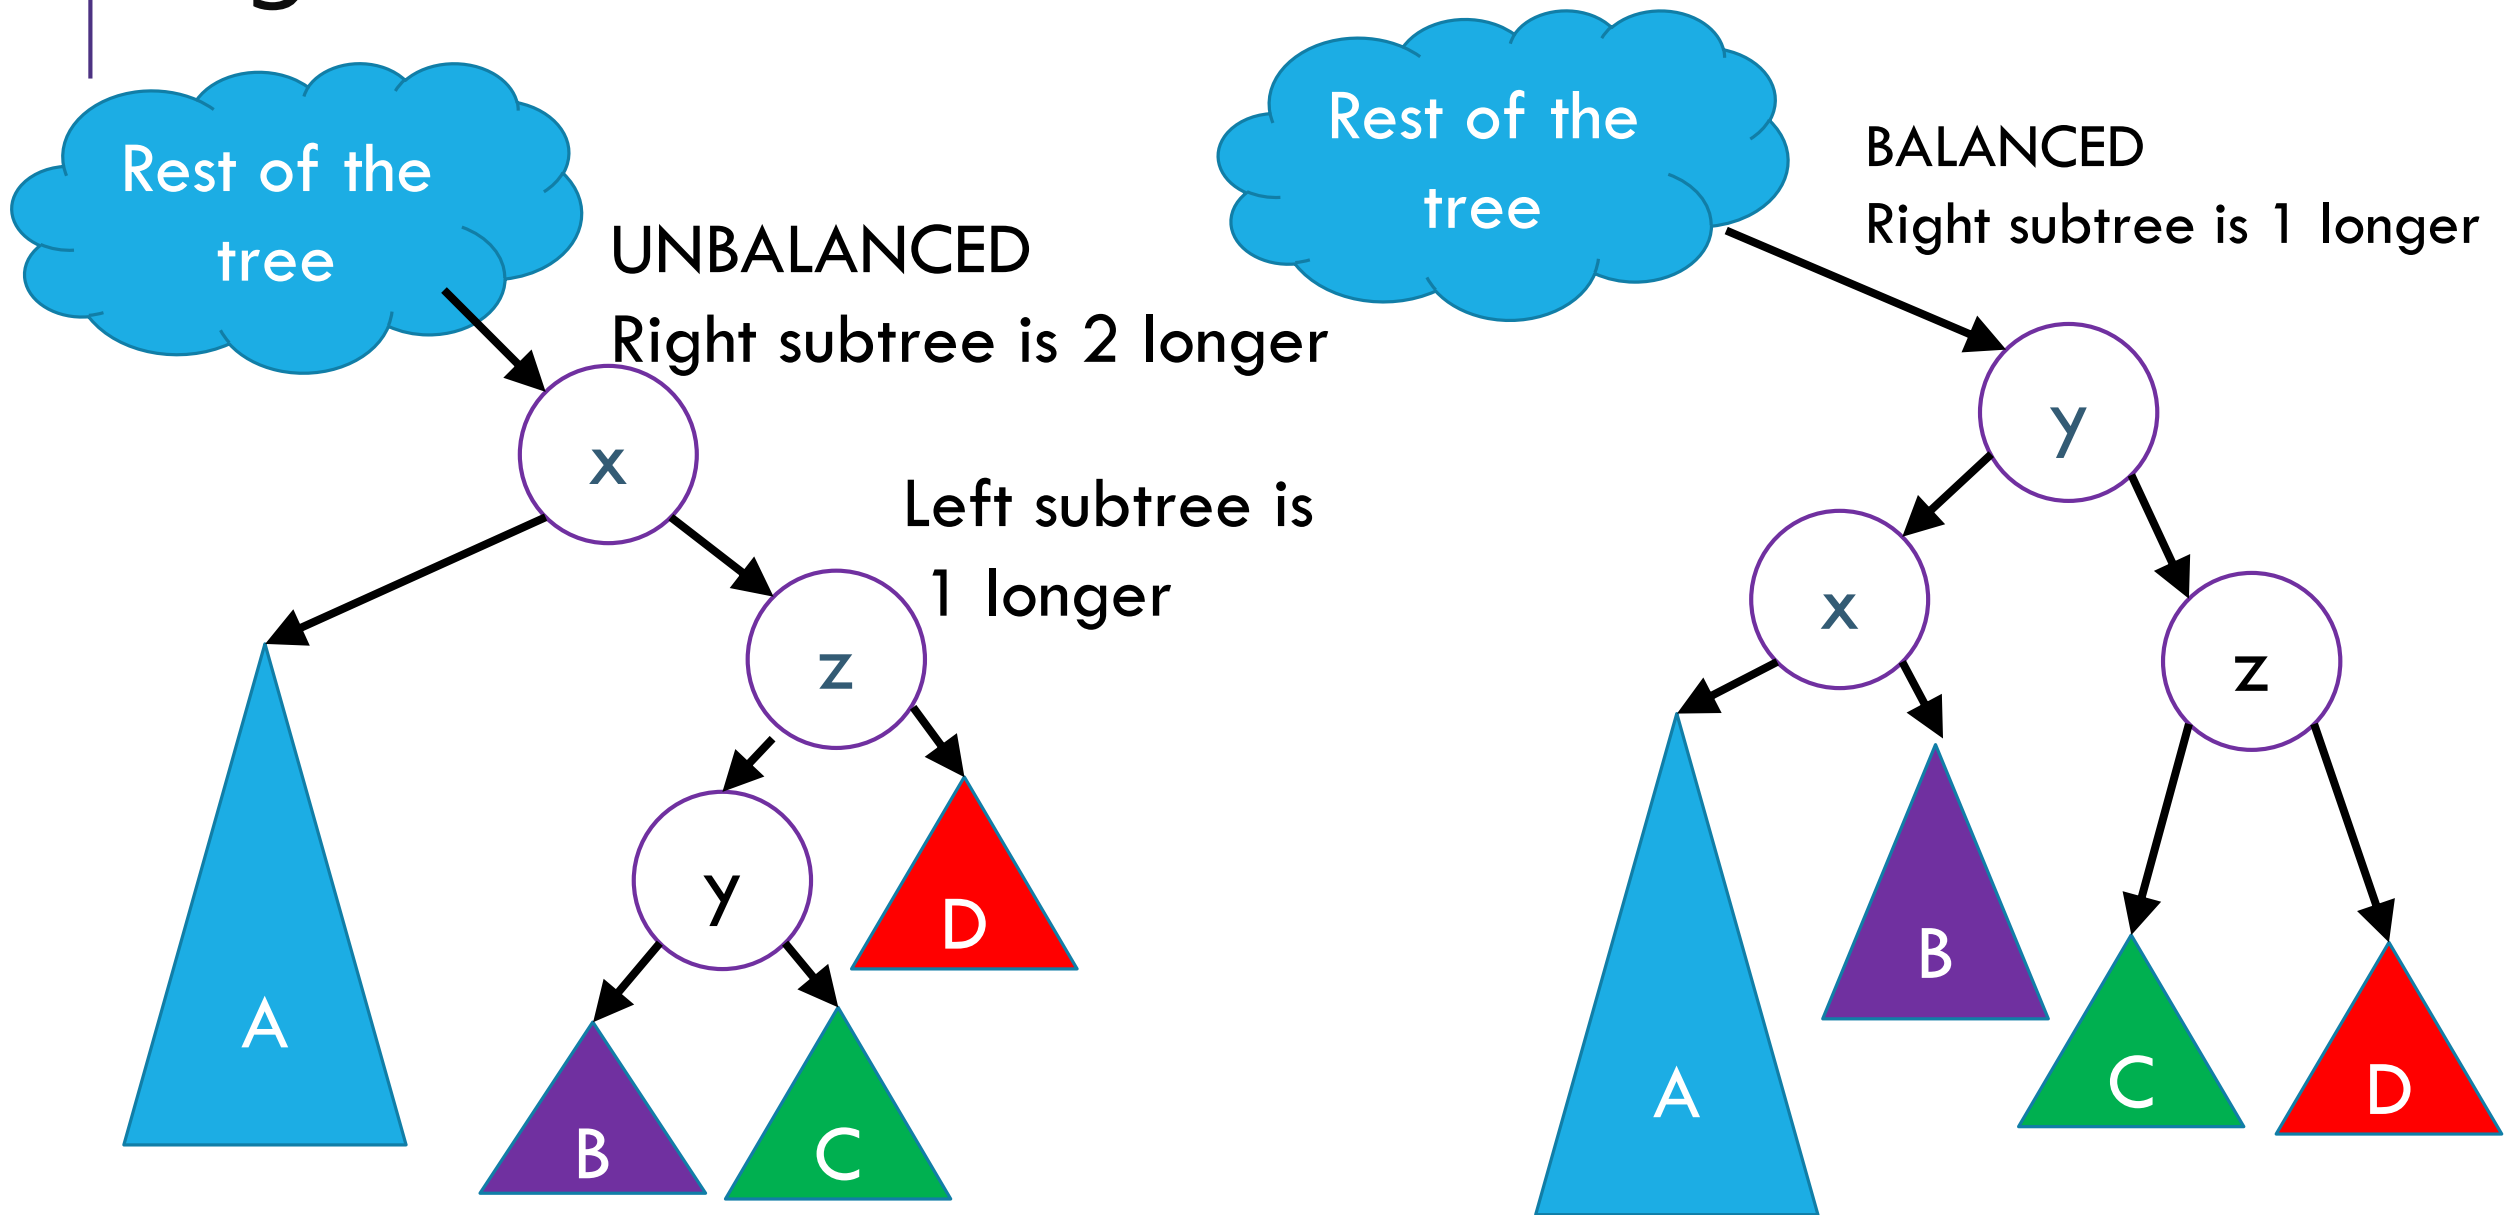 Rest of the
tree
UNBALANCED
Right subtree is 2 longer
x
Left subtree is
1 longer
z
y
A
B
C
D
Rest of the
tree
BALANCED
Right subtree is 1 longer
y
x
z
A
B
C
D